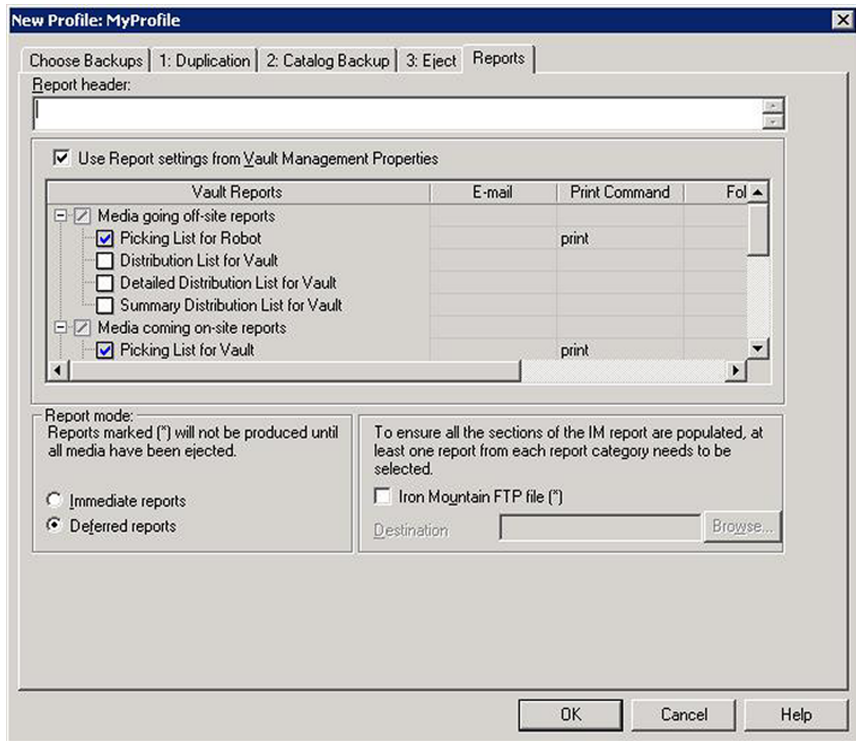 New Profile: MyProfile
Choose Backups
1: Duplication
2: Catalog Backup
3: Eject
Reports
Report header:
Use Report settings from Vault Management Properties
Vault Reports
E-mail
Print Command
Fol
Media going off-site reports
Picking List for Robot
print
Distribution List for Vault
Detailed Distribution List for Vault
Summary Distribution List for Vault
Media coming on-site reports
Picking List for Vault
print
Report mode:
Reports marked (*) will not be produced until
all media have been ejected.
Immediate reports
Deferred reports
To ensure all the sections of the IM report are populated, at
least one report from each report category needs to be
selected.
Iron Mountain FTP file (*)
Destination
Browse...
OK
Cancel
Help